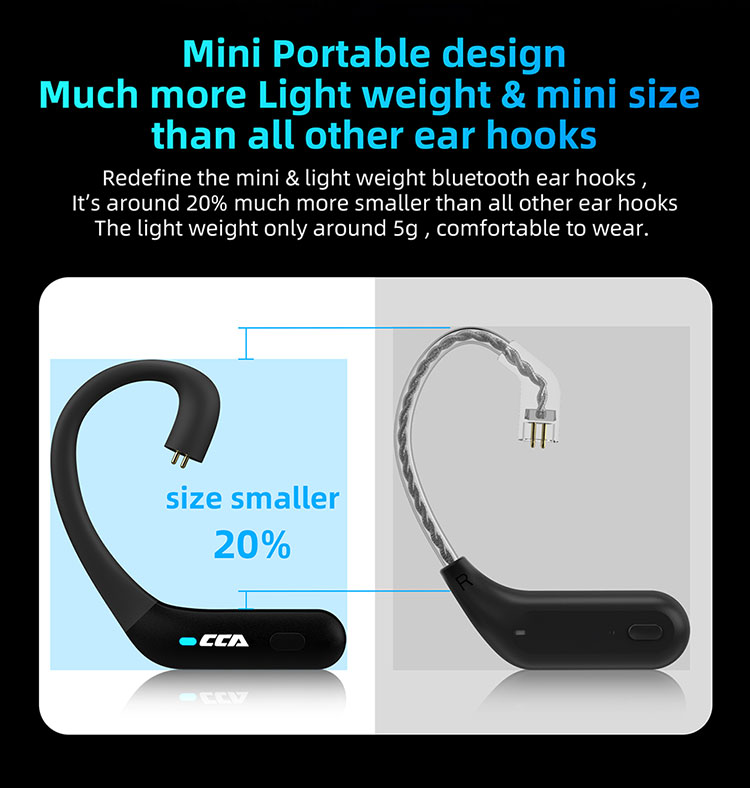 Mini Portable design
Much more Light weight & mini size
than all other ear hooks
Redefine the mini & light weight bluetooth ear hooks ,
It's around 20% much more smaller than all other ear hooks
The light weight only around 5g , comfortable to wear.
size smaller
20%
R
CCA